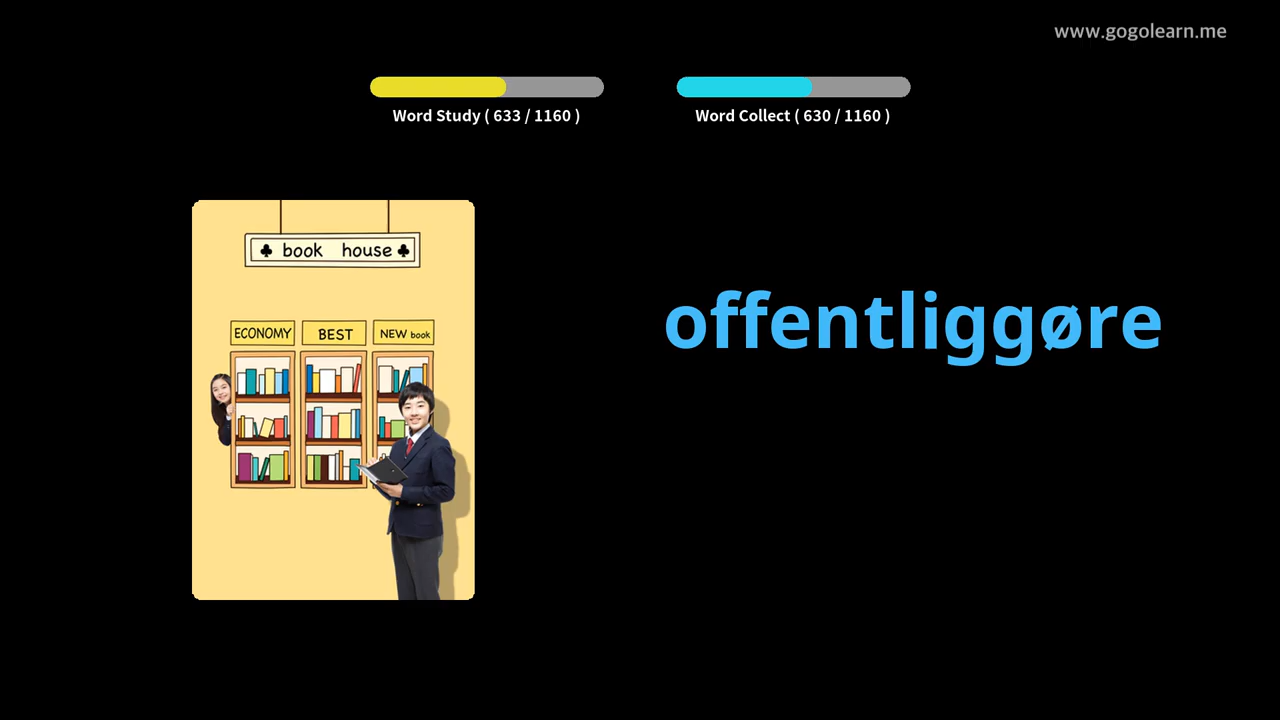 www.gogolearn.me
Word Study ( 633 / 1160 )
Word Collect ( 630 / 1160 )
♣ book house ♣
ECONOMY
BEST
NEW book
offentliggøre